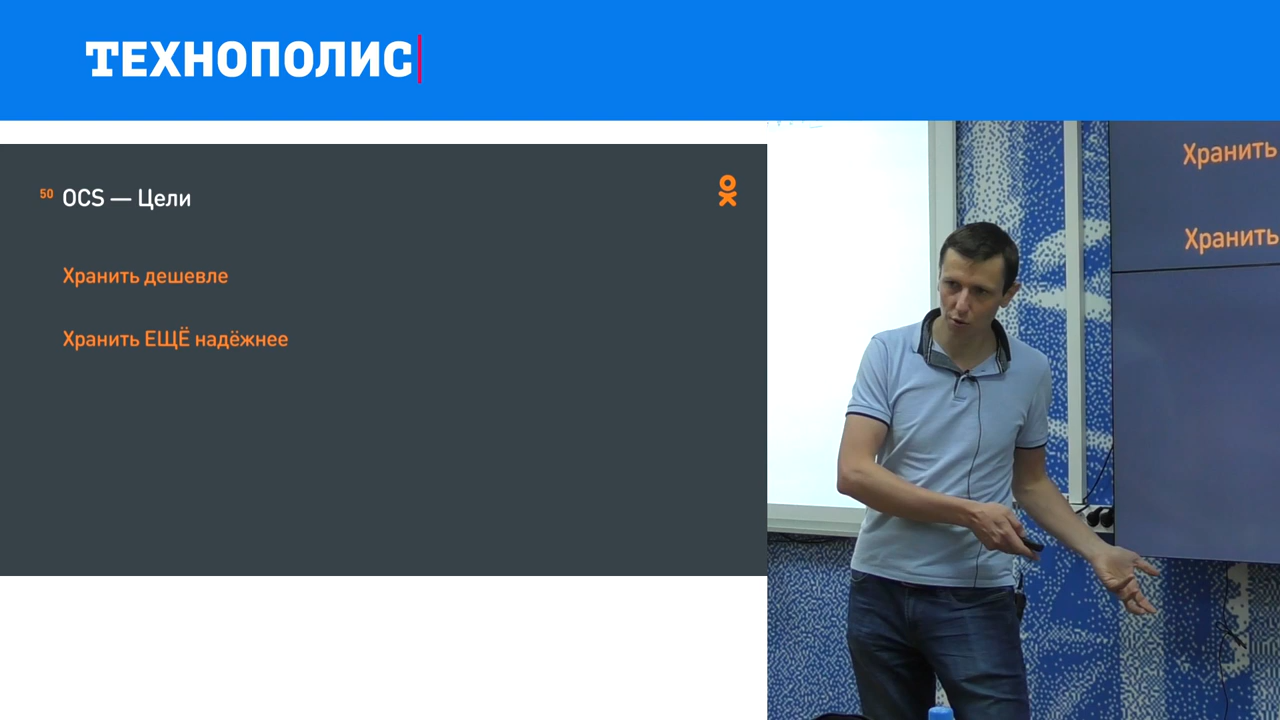 ТЕХНОПОЛИС
50 OCS — Цели
Хранить дешевле
Хранить ЕЩЁ надёжнее
Хранить
Хранить